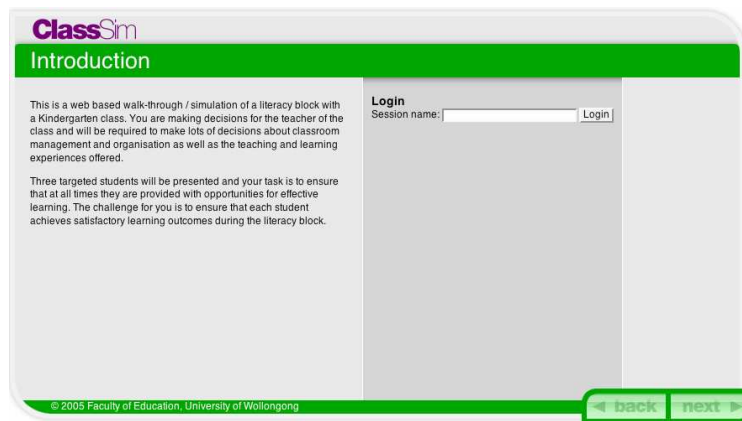 ClassSim
Introduction
This is a web based walk-through / simulation of a literacy block with
a Kindergarten class. You are making decisions for the teacher of the
class and will be required to make lots of decisions about classroom
management and organisation as well as the teaching and learning
experiences offered.
Three targeted students will be presented and your task is to ensure
that at all times they are provided with opportunities for effective
learning. The challenge for you is to ensure that each student
achieves satisfactory learning outcomes during the literacy block.
Login
Session name: Login
© 2005 Faculty of Education, University of Wollongong
back next